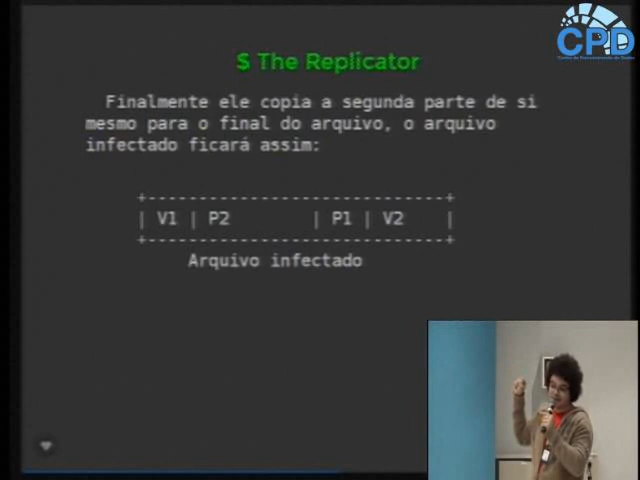 CPD
$ The Replicator
Finalmente ele copia a segunda parte de si
mesmo para o final do arquivo, o arquivo
infectado ficará assim:
+-----------------------------+
| V1 | P2        | P1 | V2    |
+-----------------------------+
Arquivo infectado